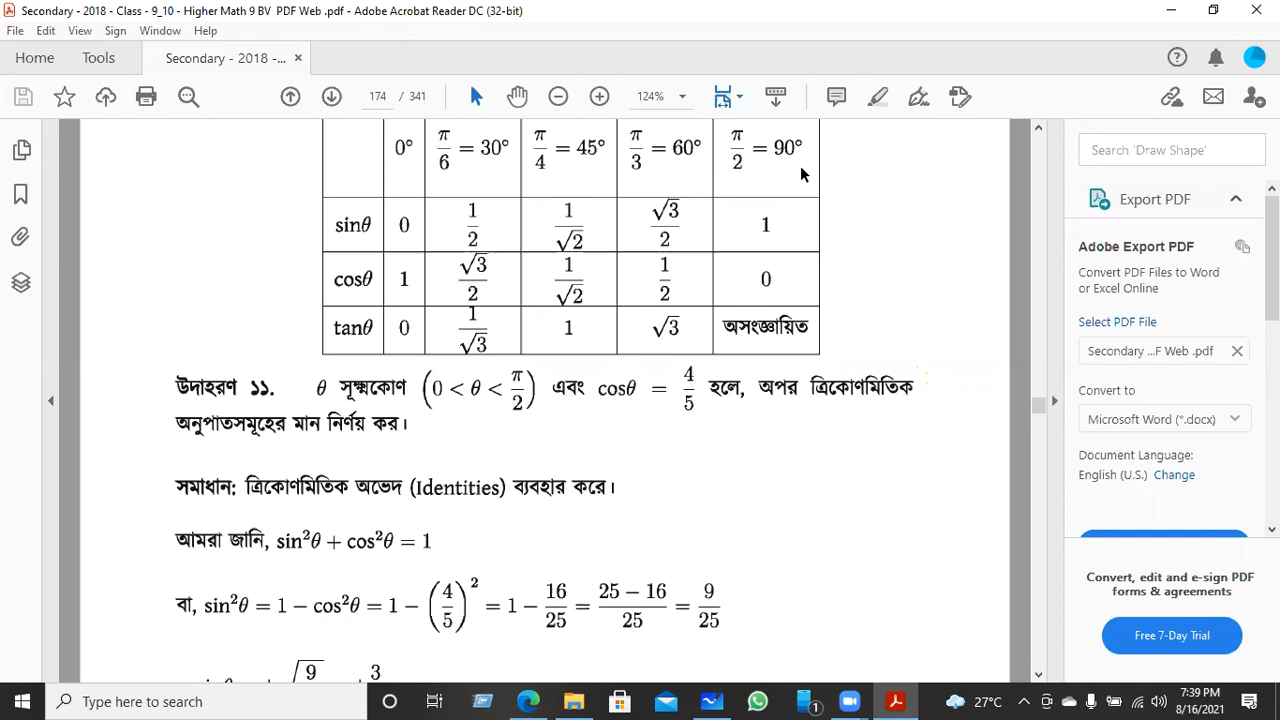 Secondary - 2018 - Class - 9_10 - Higher Math 9 BV PDF Web .pdf - Adobe Acrobat Reader DC (32-bit)
File Edit View Sign Window Help
Home Tools Secondary - 2018 -... ×
174 / 341 124%
0° π/6 = 30° π/4 = 45° π/3 = 60° π/2 = 90°
sinθ 0 1/2 1/√2 √3/2 1
cosθ 1 √3/2 1/√2 1/2 0
tanθ 0 1/√3 1 √3 অসংজ্ঞায়িত
উদাহরণ ১১. θ সূক্ষ্মকোণ (0 < θ < π/2) এবং cosθ = 4/5 হলে, অপর ত্রিকোণমিতিক
অনুপাতসমূহের মান নির্ণয় কর।
সমাধান: ত্রিকোণমিতিক অভেদ (Identities) ব্যবহার করে।
আমরা জানি, sin²θ + cos²θ = 1
বা, sin²θ = 1 − cos²θ = 1 − (4/5)² = 1 − 16/25 = (25 − 16)/25 = 9/25
Search 'Draw Shape'
Export PDF
Adobe Export PDF
Convert PDF Files to Word
or Excel Online
Select PDF File
Secondary ...F Web .pdf ×
Convert to
Microsoft Word (*.docx)
Document Language:
English (U.S.) Change
Convert, edit and e-sign PDF
forms & agreements
Free 7-Day Trial
Type here to search
1
27°C
7:39 PM
8/16/2021